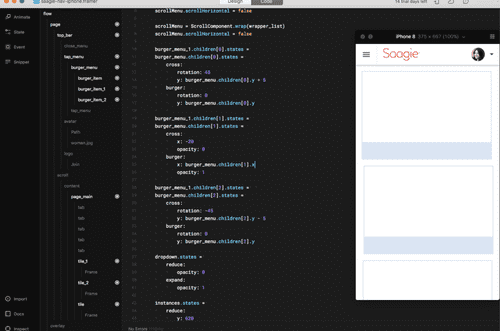 saagie-nav-iphone.framer
Design
Code
14 trial days left
Animate
State
Event
Snippet
Import
Docs
Inspect
flow
page
top_bar
close_menu
tap_menu
burger_menu
burger_item
burger_item_1
burger_item_2
tap_menu
avatar
Path
women.jpg
logo
Join
scroll
content
page_main
tab
tab
tab
tab
tile_1
Frame
tile_2
Frame
tile
Frame
overlay
scrollMenu.scrollHorizontal = false
scrollMenu = ScrollComponent.wrap(wrapper_list)
scrollMenu.scrollHorizontal = false
burger_menu_1.children[0].states =
burger_menu.children[0].states =
cross:
rotation: 45
y: burger_menu.children[0].y + 5
burger:
rotation: 0
y: burger_menu.children[0].y
burger_menu_1.children[1].states =
burger_menu.children[1].states =
cross:
x: -20
opacity: 0
burger:
x: burger_menu.children[1].x
opacity: 1
burger_menu_1.children[2].states =
burger_menu.children[2].states =
cross:
rotation: -45
y: burger_menu.children[2].y - 5
burger:
rotation: 0
y: burger_menu.children[2].y
dropdown.states =
reduce:
opacity: 0
expand:
opacity: 1
instances.states =
reduce:
y: 620
No Errors
iPhone 8 375 × 667 (100%)
Saagie